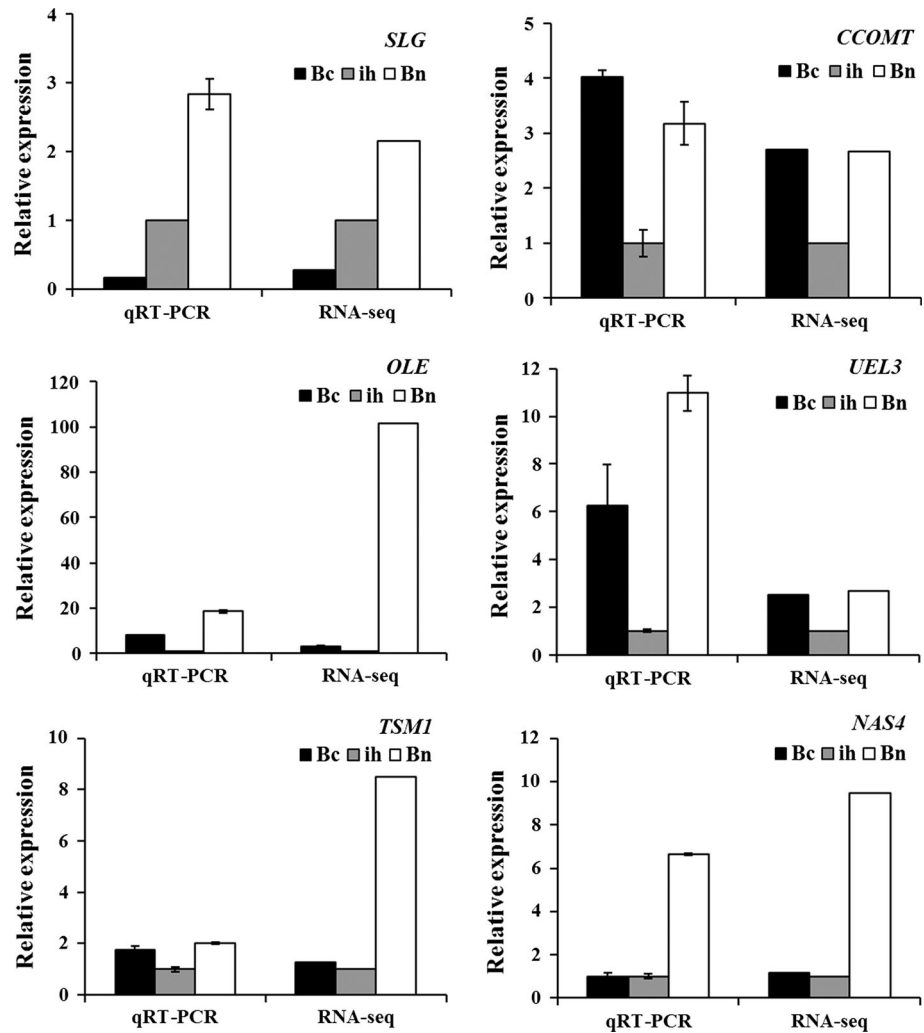 SLG
Bc ih Bn
Relative expression
4
3
2
1
0
qRT-PCR RNA-seq
CCOMT
Bc ih Bn
Relative expression
5
4
3
2
1
0
qRT-PCR RNA-seq
OLE
Bc ih Bn
Relative expression
120
100
80
60
40
20
0
qRT-PCR RNA-seq
UEL3
Bc ih Bn
Relative expression
12
10
8
6
4
2
0
qRT-PCR RNA-seq
TSM1
Bc ih Bn
Relative expression
10
8
6
4
2
0
qRT-PCR RNA-seq
NAS4
Bc ih Bn
Relative expression
12
10
8
6
4
2
0
qRT-PCR RNA-seq